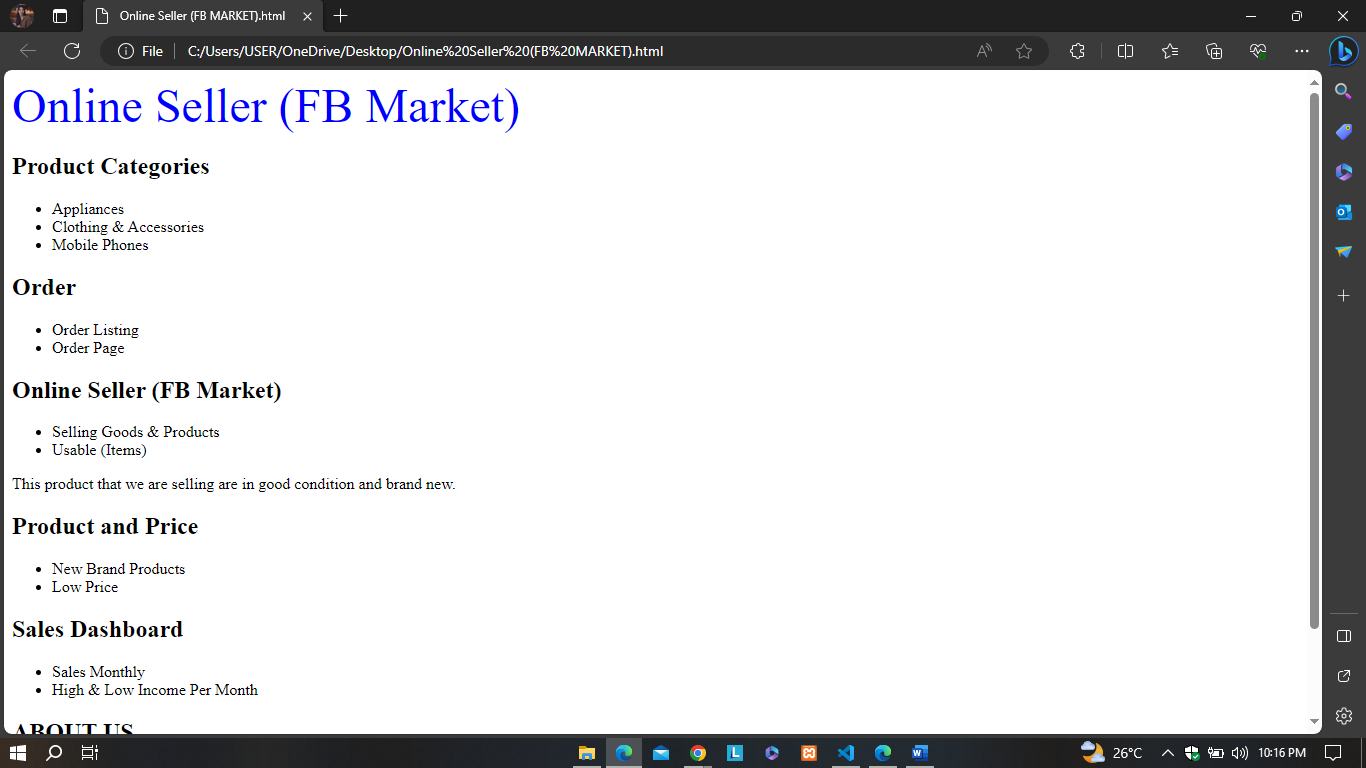 Online Seller (FB MARKET).html
File
C:/Users/USER/OneDrive/Desktop/Online%20Seller%20(FB%20MARKET).html
Online Seller (FB Market)
Product Categories
Appliances
Clothing & Accessories
Mobile Phones
Order
Order Listing
Order Page
Online Seller (FB Market)
Selling Goods & Products
Usable (Items)
This product that we are selling are in good condition and brand new.
Product and Price
New Brand Products
Low Price
Sales Dashboard
Sales Monthly
High & Low Income Per Month
ABOUT US
26°C
10:16 PM